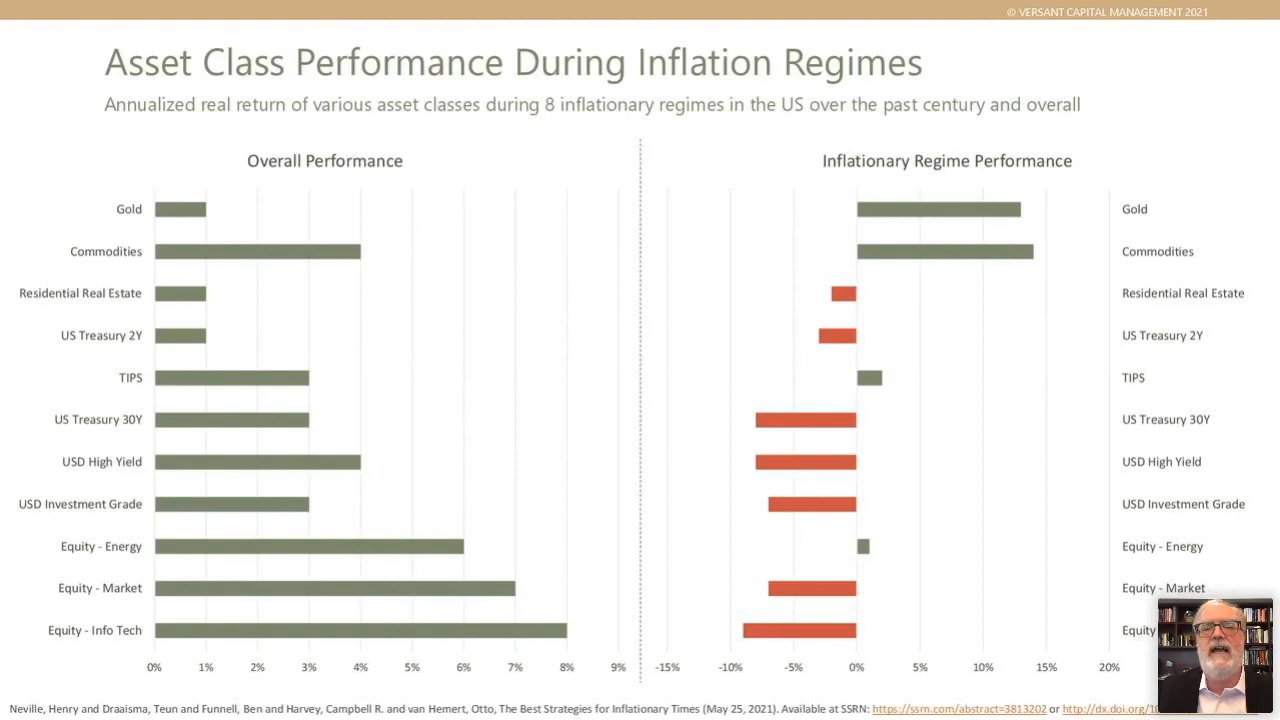 © VERSANT CAPITAL MANAGEMENT 2021
Asset Class Performance During Inflation Regimes
Annualized real return of various asset classes during 8 inflationary regimes in the US over the past century and overall
Overall Performance
Gold
Commodities
Residential Real Estate
US Treasury 2Y
TIPS
US Treasury 30Y
USD High Yield
USD Investment Grade
Equity - Energy
Equity - Market
Equity - Info Tech
0% 1% 2% 3% 4% 5% 6% 7% 8% 9%
Inflationary Regime Performance
Gold
Commodities
Residential Real Estate
US Treasury 2Y
TIPS
US Treasury 30Y
USD High Yield
USD Investment Grade
Equity - Energy
Equity - Market
Equity
-15% -10% -5% 0% 5% 10% 15% 20%
Neville, Henry and Draaisma, Teun and Funnell, Ben and Harvey, Campbell R. and van Hemert, Otto, The Best Strategies for Inflationary Times (May 25, 2021). Available at SSRN: https://ssrn.com/abstract=3813202 or http://dx.doi.org/10